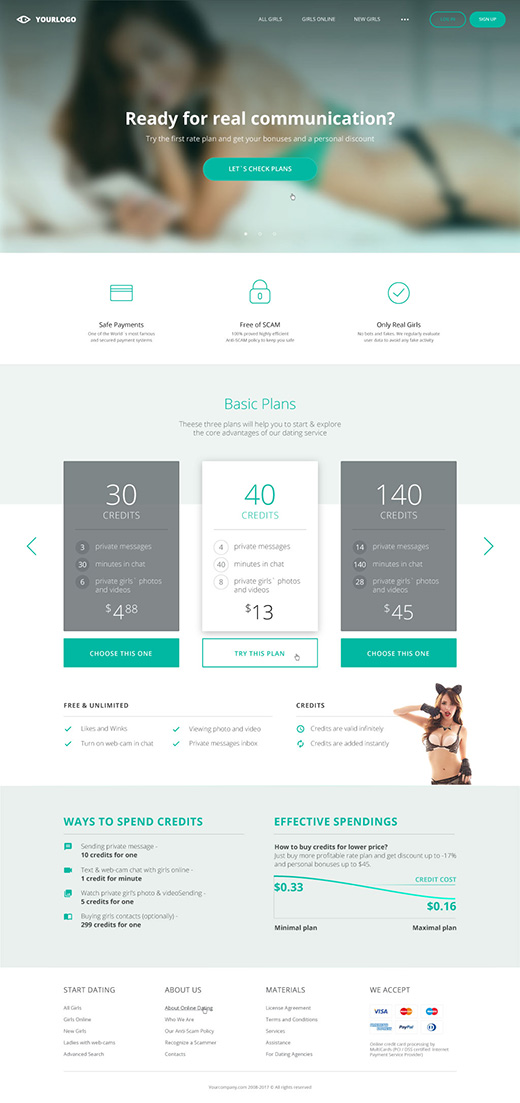 YOURLOGO
ALL GIRLS
GIRLS ONLINE
NEW GIRLS
LOG IN
SIGN UP
Ready for real communication?
Try the first rate plan and get your bonuses and a personal discount
LET`S CHECK PLANS
Safe Payments
One of the World`s most famous
and secured payment systems
Free of SCAM
100% proved highly efficient
Anti-SCAM policy to keep you safe
Only Real Girls
No bots and fakes. We regularly evaluate
user data to avoid any fake activity
Basic Plans
Theese three plans will help you to start & explore
the core advantages of our dating service
30
CREDITS
3 private messages
30 minutes in chat
6 private girls` photos
and videos
$4.88
CHOOSE THIS ONE
40
CREDITS
4 private messages
40 minutes in chat
8 private girls` photos
and videos
$13
TRY THIS PLAN
140
CREDITS
14 private messages
140 minutes in chat
28 private girls` photos
and videos
$45
CHOOSE THIS ONE
FREE & UNLIMITED
Likes and Winks
Viewing photo and video
Turn on web-cam in chat
Private messages inbox
CREDITS
Credits are valid infinitely
Credits are added instantly
WAYS TO SPEND CREDITS
Sending private message -
10 credits for one
Text & web-cam chat with girls online -
1 credit for minute
Watch private girl's photo & videoSending -
5 credits for one
Buying girls contacts (optionally) -
299 credits for one
EFFECTIVE SPENDINGS
How to buy credits for lower price?
Just buy more profitable rate plan and get discount up to -17%
and personal bonuses up to $45.
CREDIT COST
$0.33
$0.16
Minimal plan
Maximal plan
START DATING
All Girls
Girls Online
New Girls
Ladies with web-cams
Advanced Search
ABOUT US
About Online Dating
Who We Are
Our Anti-Scam Policy
Recognize a Scammer
Contacts
MATERIALS
License Agreement
Terms and Conditions
Services
Assistance
For Dating Agencies
WE ACCEPT
VISA
PayPal
Online credit card processing by
MultiCards (PCI / DSS certified Internet
Payment Service Provider)
Yourcompany.com 2008-2017 © All rights reserved